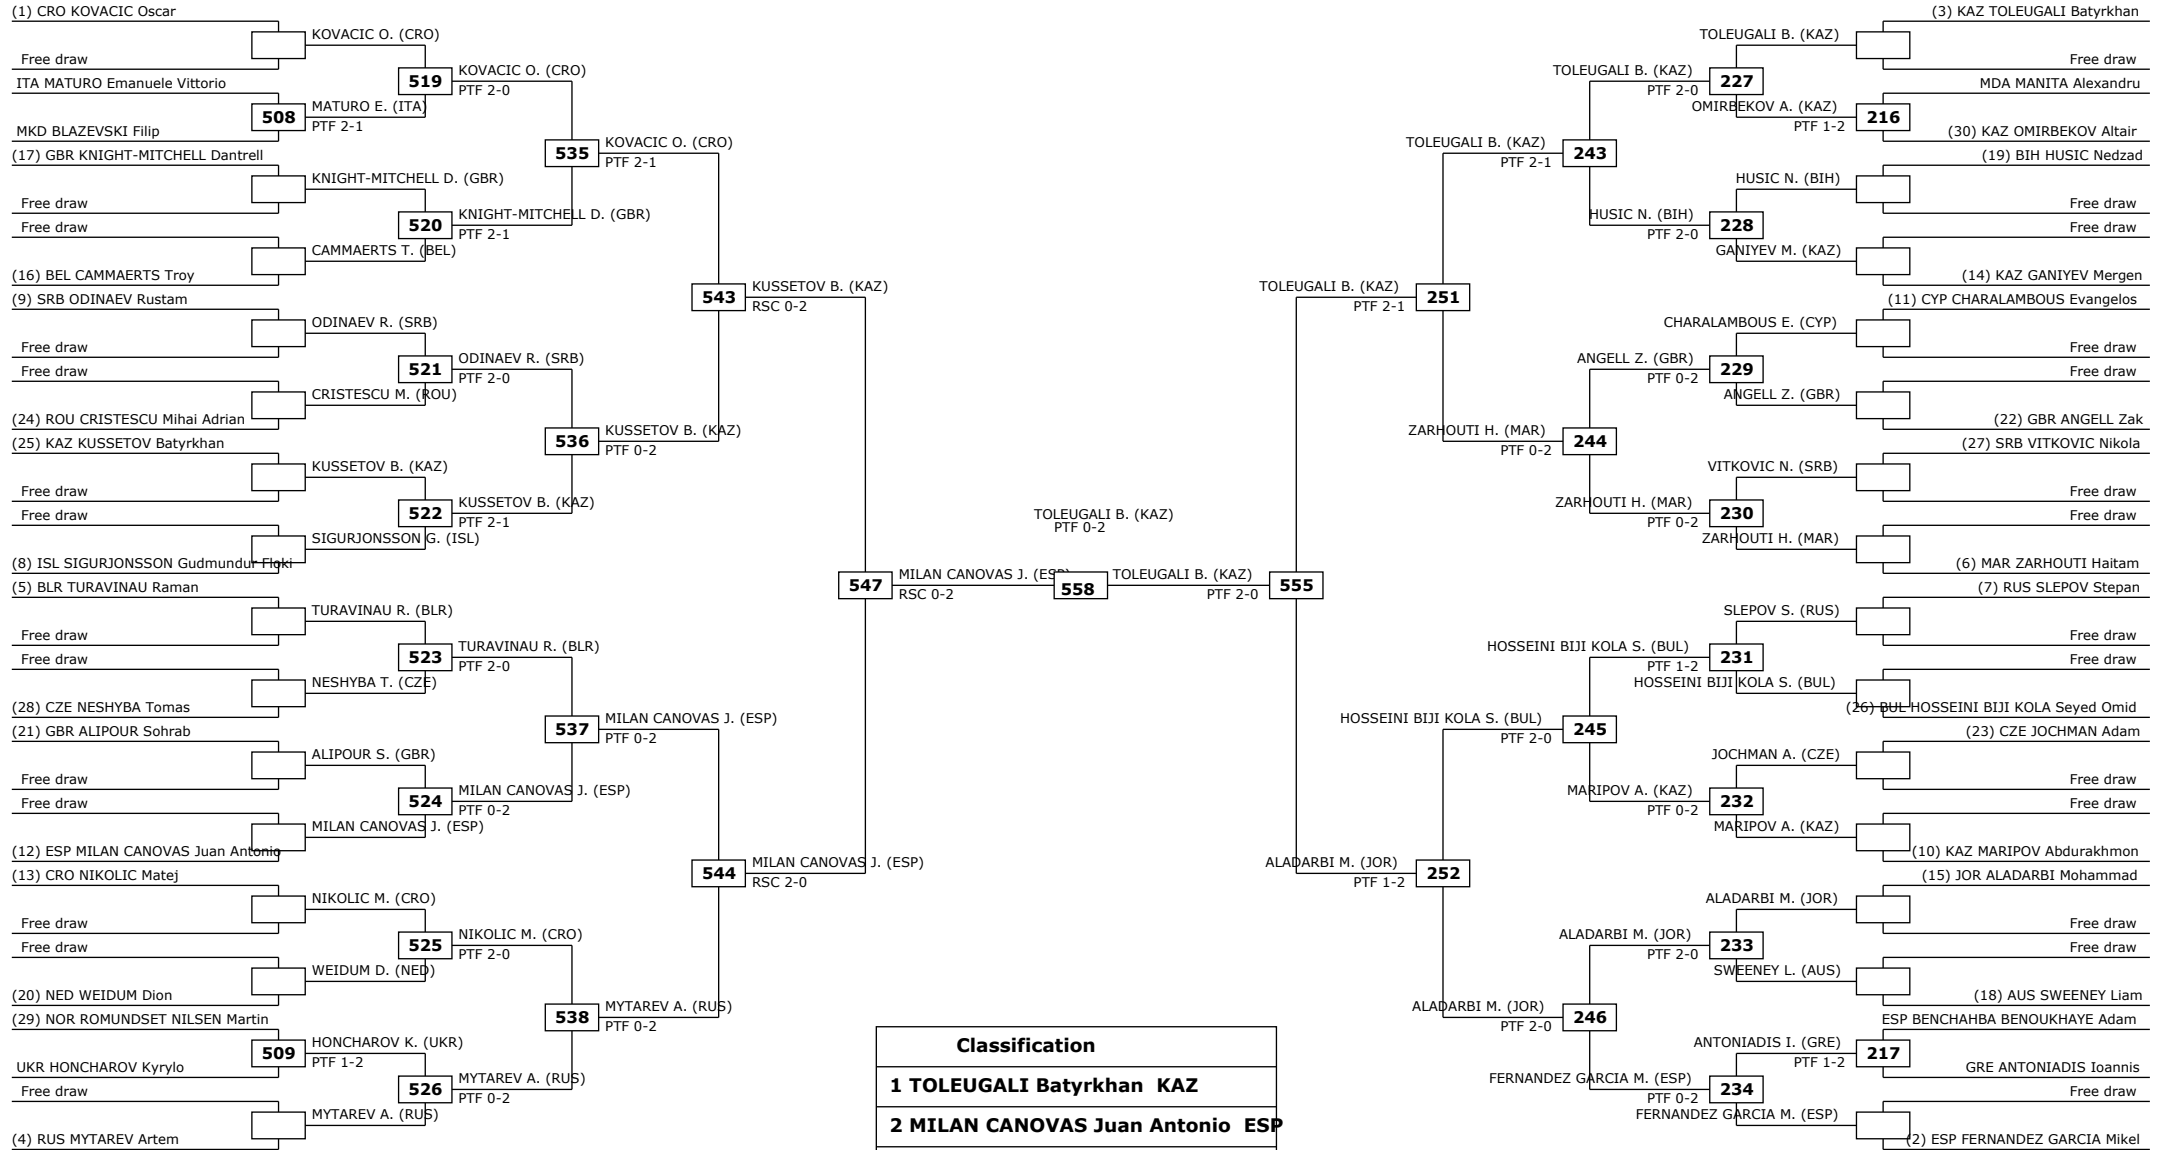 (1) CRO KOVACIC Oscar
Free draw
ITA MATURO Emanuele Vittorio
MKD BLAZEVSKI Filip
(17) GBR KNIGHT-MITCHELL Dantrell
Free draw
Free draw
(16) BEL CAMMAERTS Troy
(9) SRB ODINAEV Rustam
Free draw
Free draw
(24) ROU CRISTESCU Mihai Adrian
(25) KAZ KUSSETOV Batyrkhan
Free draw
Free draw
(8) ISL SIGURJONSSON Gudmundur Floki
(5) BLR TURAVINAU Raman
Free draw
Free draw
(28) CZE NESHYBA Tomas
(21) GBR ALIPOUR Sohrab
Free draw
Free draw
(12) ESP MILAN CANOVAS Juan Antonio
(13) CRO NIKOLIC Matej
Free draw
Free draw
(20) NED WEIDUM Dion
(29) NOR ROMUNDSET NILSEN Martin
UKR HONCHAROV Kyrylo
Free draw
(4) RUS MYTAREV Artem
KOVACIC O. (CRO)
508
MATURO E. (ITA)
PTF 2-1
KNIGHT-MITCHELL D. (GBR)
CAMMAERTS T. (BEL)
ODINAEV R. (SRB)
CRISTESCU M. (ROU)
KUSSETOV B. (KAZ)
SIGURJONSSON G. (ISL)
TURAVINAU R. (BLR)
NESHYBA T. (CZE)
ALIPOUR S. (GBR)
MILAN CANOVAS J. (ESP)
NIKOLIC M. (CRO)
WEIDUM D. (NED)
509
HONCHAROV K. (UKR)
PTF 1-2
MYTAREV A. (RUS)
519
KOVACIC O. (CRO)
PTF 2-0
520
KNIGHT-MITCHELL D. (GBR)
PTF 2-1
521
ODINAEV R. (SRB)
PTF 2-0
522
KUSSETOV B. (KAZ)
PTF 2-1
523
TURAVINAU R. (BLR)
PTF 2-0
524
MILAN CANOVAS J. (ESP)
PTF 0-2
525
NIKOLIC M. (CRO)
PTF 2-0
526
MYTAREV A. (RUS)
PTF 0-2
535
KOVACIC O. (CRO)
PTF 2-1
536
KUSSETOV B. (KAZ)
PTF 0-2
537
MILAN CANOVAS J. (ESP)
PTF 0-2
538
MYTAREV A. (RUS)
PTF 0-2
543
KUSSETOV B. (KAZ)
RSC 0-2
544
MILAN CANOVAS J. (ESP)
RSC 2-0
547
MILAN CANOVAS J. (ESP)
RSC 0-2
TOLEUGALI B. (KAZ)
PTF 0-2
558
TOLEUGALI B. (KAZ)
PTF 2-0
555
TOLEUGALI B. (KAZ)
PTF 2-1
251
ALADARBI M. (JOR)
PTF 1-2
252
TOLEUGALI B. (KAZ)
PTF 2-1
243
ZARHOUTI H. (MAR)
PTF 0-2
244
HOSSEINI BIJI KOLA S. (BUL)
PTF 2-0
245
ALADARBI M. (JOR)
PTF 2-0
246
TOLEUGALI B. (KAZ)
PTF 2-0
227
HUSIC N. (BIH)
PTF 2-0
228
ANGELL Z. (GBR)
PTF 0-2
229
ZARHOUTI H. (MAR)
PTF 0-2
230
HOSSEINI BIJI KOLA S. (BUL)
PTF 1-2
231
MARIPOV A. (KAZ)
PTF 0-2
232
ALADARBI M. (JOR)
PTF 2-0
233
FERNANDEZ GARCIA M. (ESP)
PTF 0-2
234
TOLEUGALI B. (KAZ)
OMIRBEKOV A. (KAZ)
PTF 1-2
216
HUSIC N. (BIH)
GANIYEV M. (KAZ)
CHARALAMBOUS E. (CYP)
ANGELL Z. (GBR)
VITKOVIC N. (SRB)
ZARHOUTI H. (MAR)
SLEPOV S. (RUS)
HOSSEINI BIJI KOLA S. (BUL)
JOCHMAN A. (CZE)
MARIPOV A. (KAZ)
ALADARBI M. (JOR)
SWEENEY L. (AUS)
ANTONIADIS I. (GRE)
PTF 1-2
217
FERNANDEZ GARCIA M. (ESP)
(3) KAZ TOLEUGALI Batyrkhan
Free draw
MDA MANITA Alexandru
(30) KAZ OMIRBEKOV Altair
(19) BIH HUSIC Nedzad
Free draw
Free draw
(14) KAZ GANIYEV Mergen
(11) CYP CHARALAMBOUS Evangelos
Free draw
Free draw
(22) GBR ANGELL Zak
(27) SRB VITKOVIC Nikola
Free draw
Free draw
(6) MAR ZARHOUTI Haitam
(7) RUS SLEPOV Stepan
Free draw
Free draw
(26) BUL HOSSEINI BIJI KOLA Seyed Omid
(23) CZE JOCHMAN Adam
Free draw
Free draw
(10) KAZ MARIPOV Abdurakhmon
(15) JOR ALADARBI Mohammad
Free draw
Free draw
(18) AUS SWEENEY Liam
ESP BENCHAHBA BENOUKHAYE Adam
GRE ANTONIADIS Ioannis
Free draw
(2) ESP FERNANDEZ GARCIA Mikel
Classification
1 TOLEUGALI Batyrkhan KAZ
2 MILAN CANOVAS Juan Antonio ESP